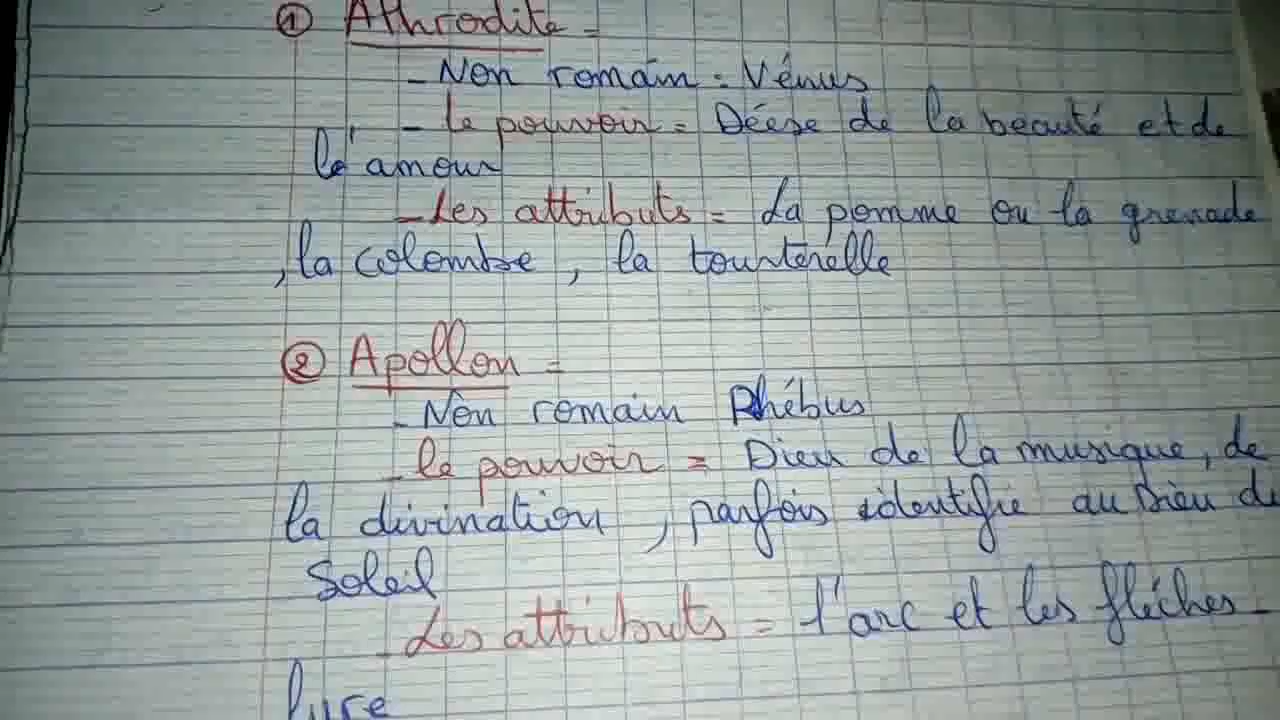 ① Athrodite =
- Non romain : Vénus
- le pouvoir = Déese de la beauté et de
l'amour
- Les attributs = La pomme ou la grenade
, la colombe, la tourterelle
② Apollon =
- Non romain Phébus
- le pouvoir = Dieu de la musique, de
la divination, parfois identifie au Dieu du
Soleil
- Les attributs = l'arc et les fléches -
lyre